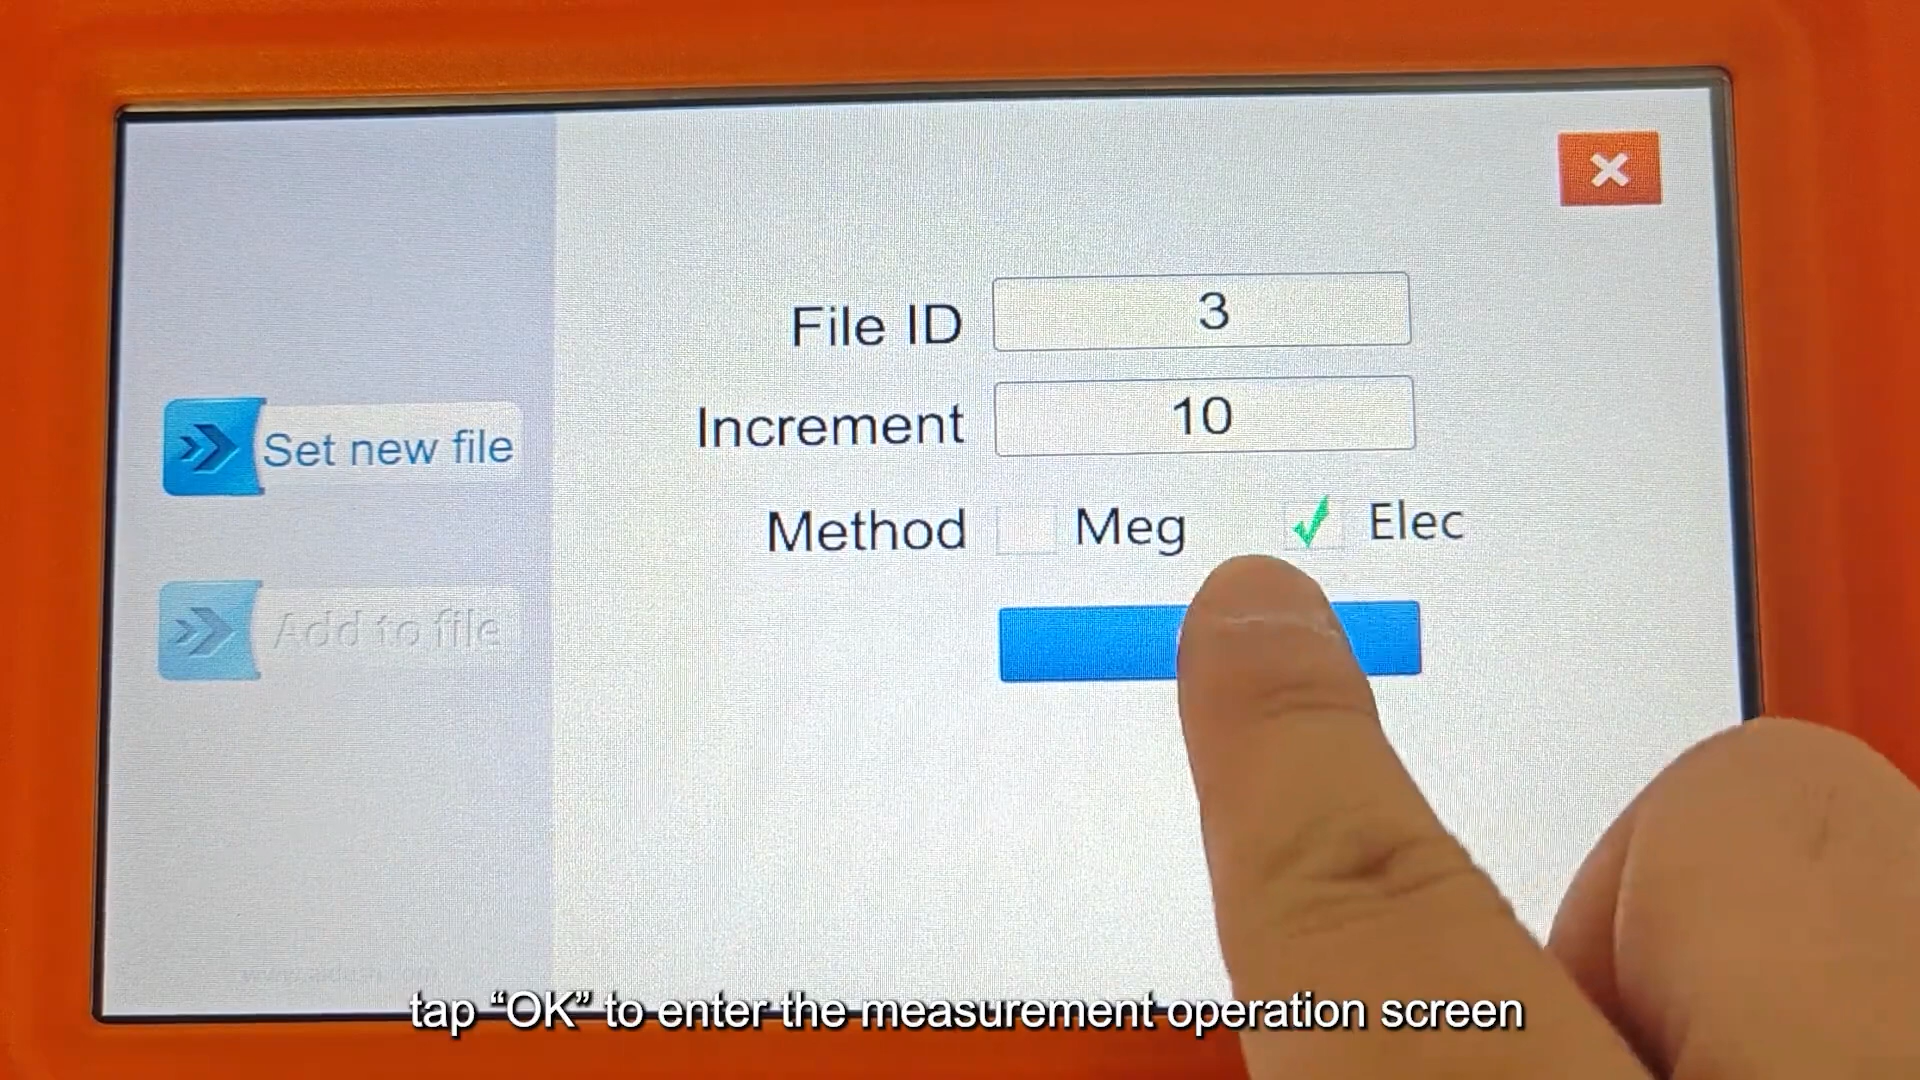 File ID 3
Increment 10
Set new file
Method Meg Elec
Add to file
tap “OK” to enter the measurement operation screen